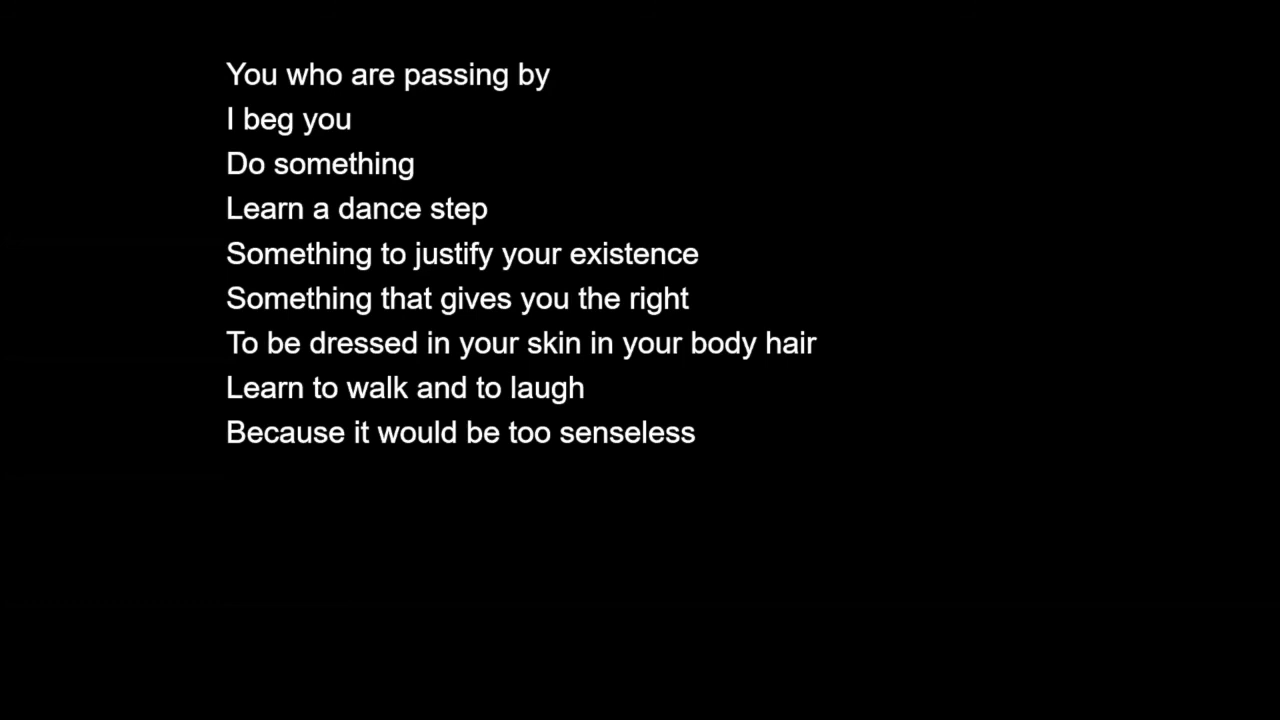 You who are passing by
I beg you
Do something
Learn a dance step
Something to justify your existence
Something that gives you the right
To be dressed in your skin in your body hair
Learn to walk and to laugh
Because it would be too senseless